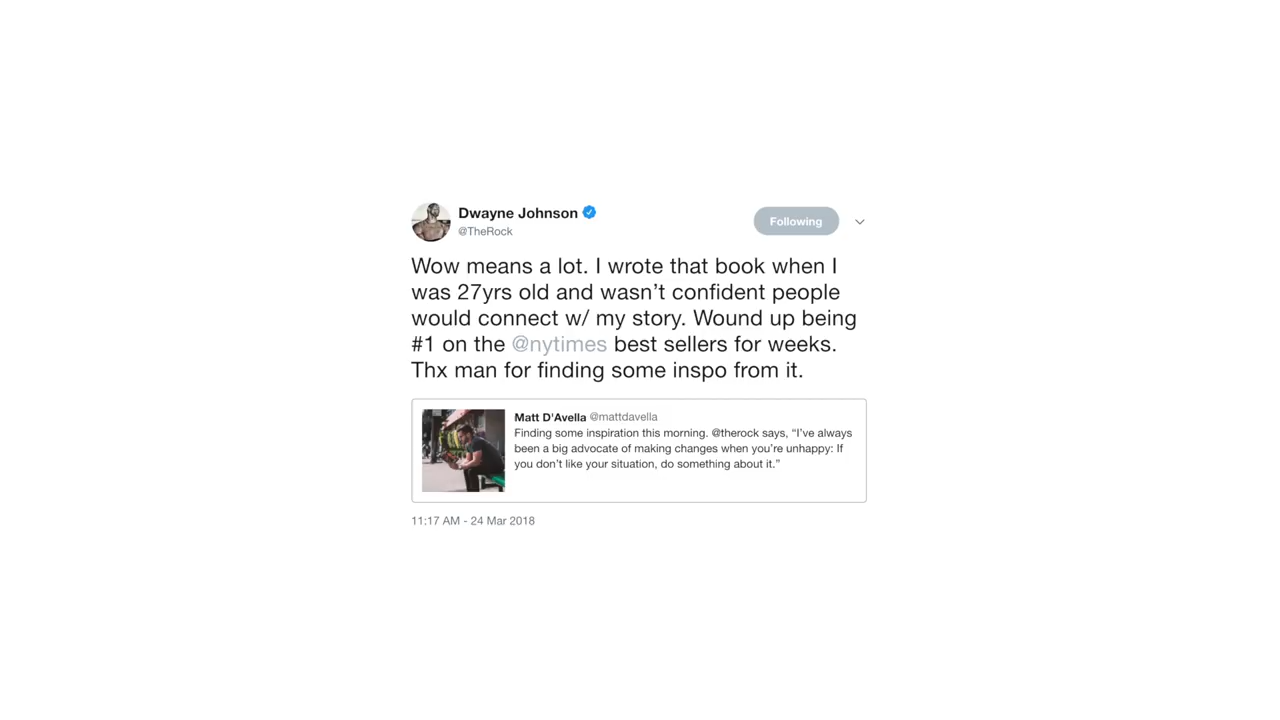 Dwayne Johnson
@TheRock
Following
Wow means a lot. I wrote that book when I
was 27yrs old and wasn’t confident people
would connect w/ my story. Wound up being
#1 on the @nytimes best sellers for weeks.
Thx man for finding some inspo from it.
Matt D'Avella @mattdavella
Finding some inspiration this morning. @therock says, “I’ve always
been a big advocate of making changes when you’re unhappy: If
you don’t like your situation, do something about it.”
11:17 AM - 24 Mar 2018